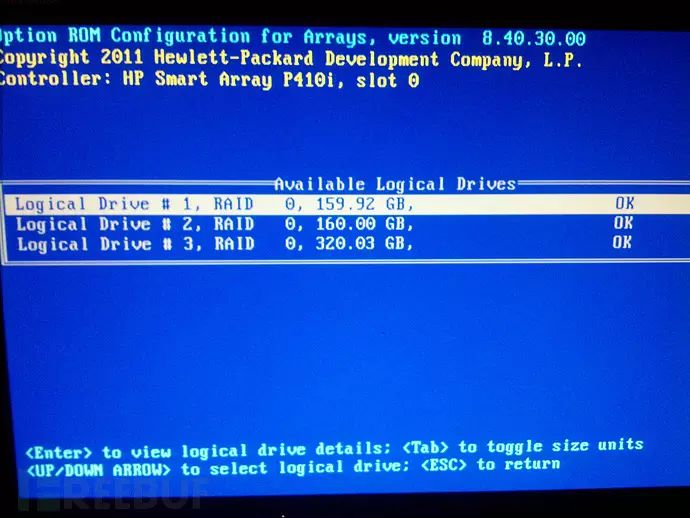 ption ROM Configuration for Arrays, version 8.40.30.00
Copyright 2011 Hewlett-Packard Development Company, L.P.
Controller: HP Smart Array P410i, slot 0
Available Logical Drives
Logical Drive # 1, RAID 0, 159.92 GB, OK
Logical Drive # 2, RAID 0, 160.00 GB, OK
Logical Drive # 3, RAID 0, 320.03 GB, OK
<Enter> to view logical drive details; <Tab> to toggle size units
<UP/DOWN ARROW> to select logical drive; <ESC> to return
FREEBUF